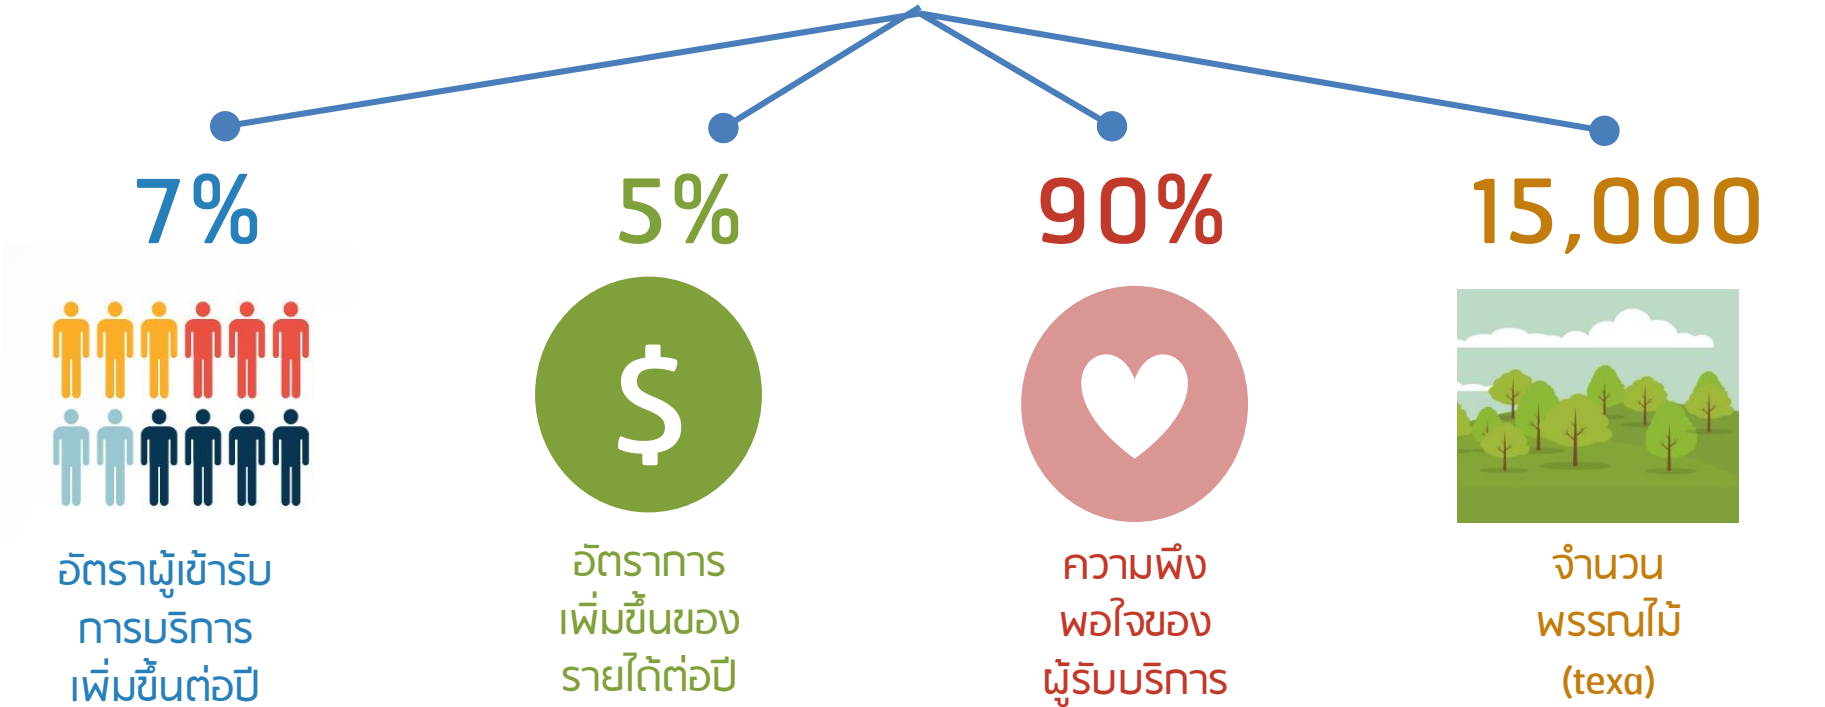 7%
5%
90%
15,000
$
อัตราผู้เข้ารับ
การบริการ
เพิ่มขึ้นต่อปี
อัตราการ
เพิ่มขึ้นของ
รายได้ต่อปี
ความพึง
พอใจของ
ผู้รับบริการ
จำนวน
พรรณไม้
(texa)